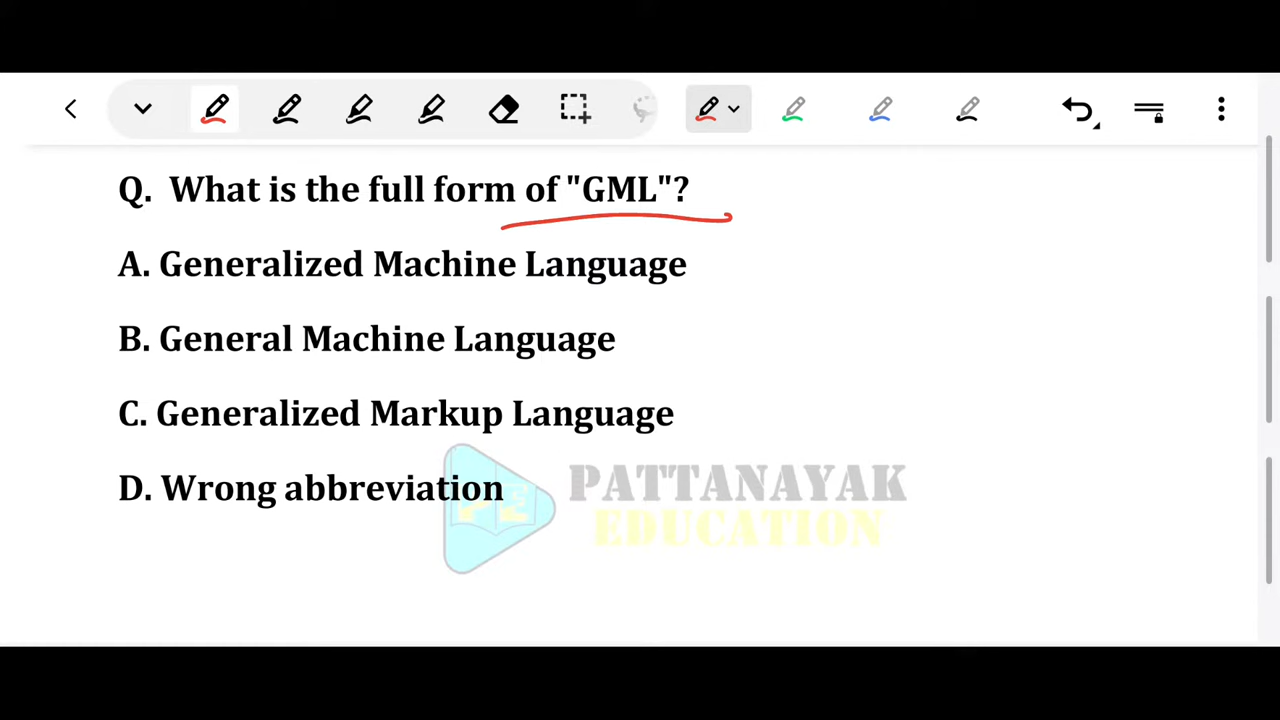 Q. What is the full form of "GML"?
A. Generalized Machine Language
B. General Machine Language
C. Generalized Markup Language
D. Wrong abbreviation
PATTANAYAK
EDUCATION
PE